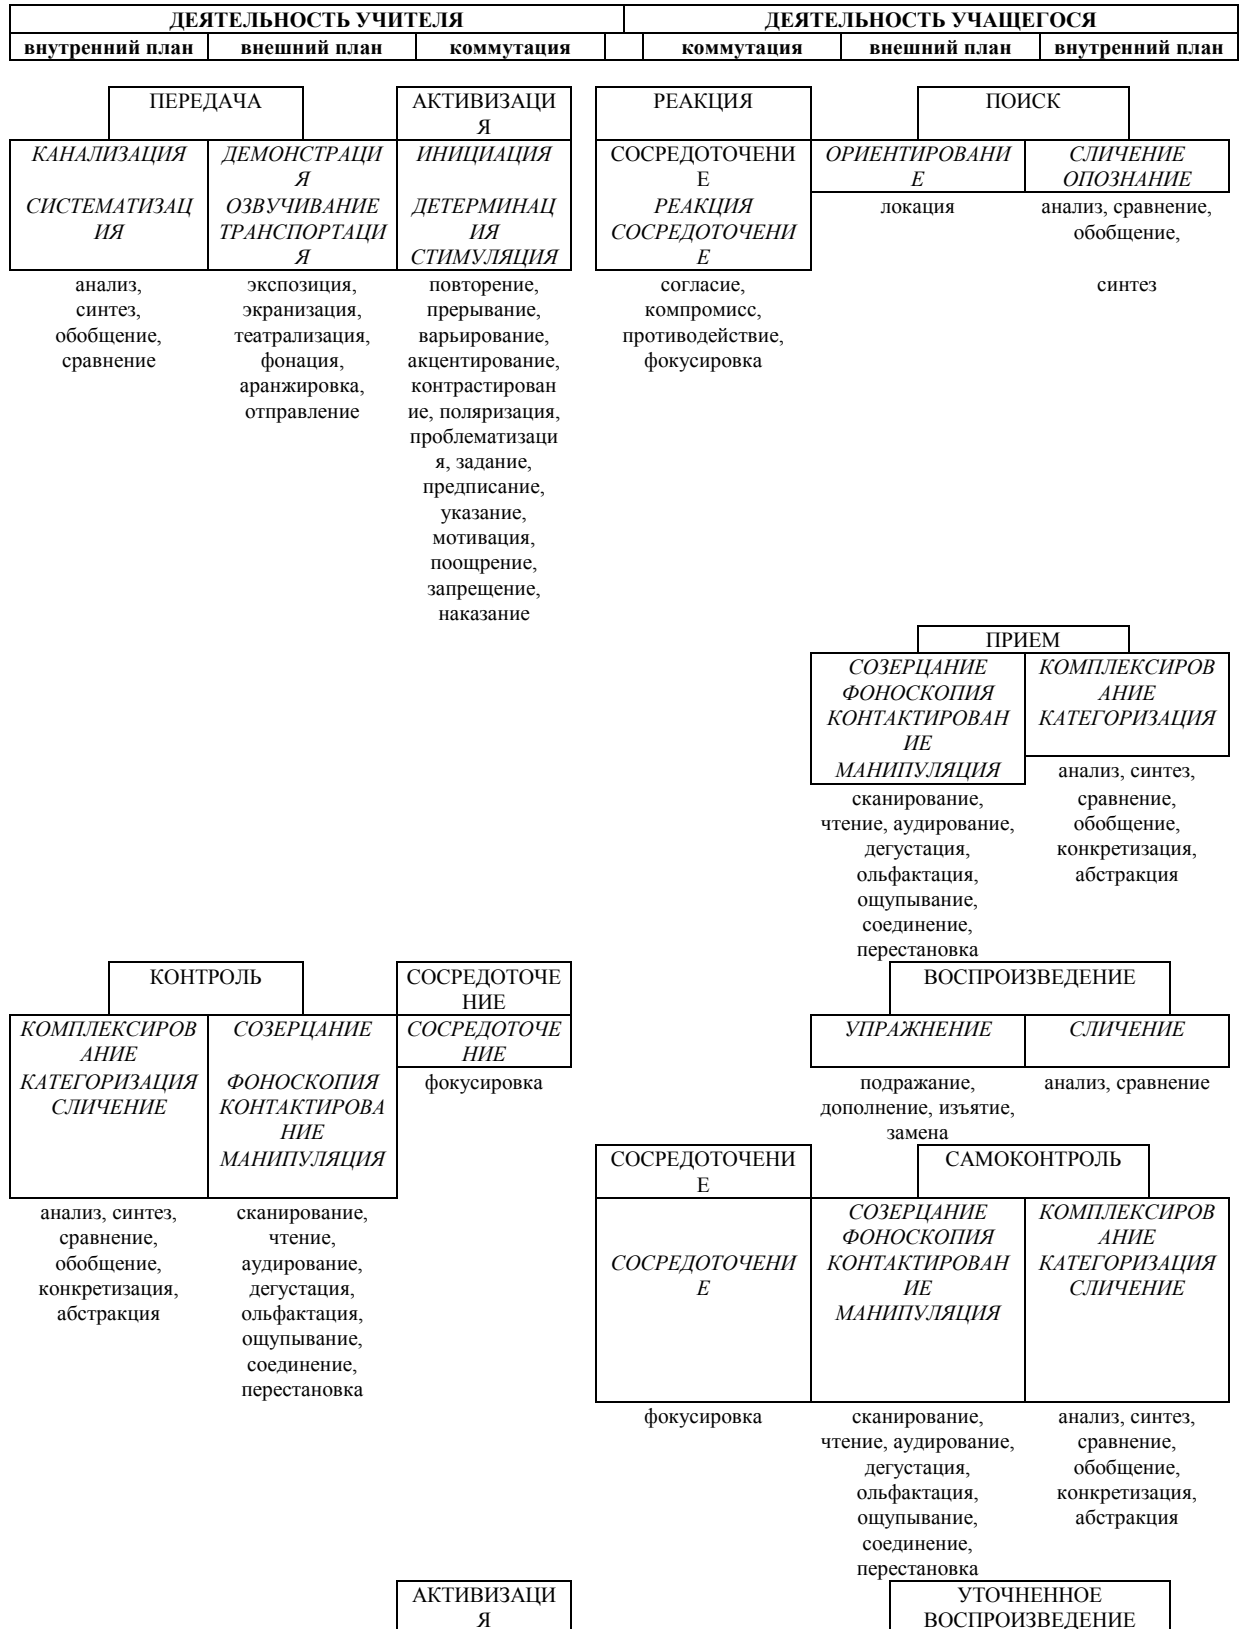 ДЕЯТЕЛЬНОСТЬ УЧИТЕЛЯ ДЕЯТЕЛЬНОСТЬ УЧАЩЕГОСЯ
внутренний план внешний план коммутация коммутация внешний план внутренний план
ПЕРЕДАЧА АКТИВИЗАЦИ РЕАКЦИЯ ПОИСК
Я
КАНАЛИЗАЦИЯ ДЕМОНСТРАЦИ ИНИЦИАЦИЯ СОСРЕДОТОЧЕНИ ОРИЕНТИРОВАНИ СЛИЧЕНИЕ
Я Е Е ОПОЗНАНИЕ
СИСТЕМАТИЗАЦ ОЗВУЧИВАНИЕ ДЕТЕРМИНАЦ РЕАКЦИЯ локация анализ, сравнение,
ИЯ ТРАНСПОРТАЦИ ИЯ СОСРЕДОТОЧЕНИ обобщение,
Я СТИМУЛЯЦИЯ Е
анализ, экспозиция, повторение, согласие, синтез
синтез, экранизация, прерывание, компромисс,
обобщение, театрализация, варьирование, противодействие,
сравнение фонация, акцентирование, фокусировка
аранжировка, контрастирован
отправление ие, поляризация,
проблематизаци
я, задание,
предписание,
указание,
мотивация,
поощрение,
запрещение,
наказание
ПРИЕМ
СОЗЕРЦАНИЕ КОМПЛЕКСИРОВ
ФОНОСКОПИЯ АНИЕ
КОНТАКТИРОВАН КАТЕГОРИЗАЦИЯ
ИЕ
МАНИПУЛЯЦИЯ анализ, синтез,
сканирование, сравнение,
чтение, аудирование, обобщение,
дегустация, конкретизация,
ольфактация, абстракция
ощупывание,
соединение,
перестановка
КОНТРОЛЬ СОСРЕДОТОЧЕ ВОСПРОИЗВЕДЕНИЕ
НИЕ
КОМПЛЕКСИРОВ СОЗЕРЦАНИЕ СОСРЕДОТОЧЕ УПРАЖНЕНИЕ СЛИЧЕНИЕ
АНИЕ НИЕ
КАТЕГОРИЗАЦИЯ ФОНОСКОПИЯ фокусировка подражание, анализ, сравнение
СЛИЧЕНИЕ КОНТАКТИРОВА дополнение, изъятие,
НИЕ замена
МАНИПУЛЯЦИЯ СОСРЕДОТОЧЕНИ САМОКОНТРОЛЬ
Е
анализ, синтез, сканирование, СОЗЕРЦАНИЕ КОМПЛЕКСИРОВ
сравнение, чтение, ФОНОСКОПИЯ АНИЕ
обобщение, аудирование, СОСРЕДОТОЧЕНИ КОНТАКТИРОВАН КАТЕГОРИЗАЦИЯ
конкретизация, дегустация, Е ИЕ СЛИЧЕНИЕ
абстракция ольфактация, МАНИПУЛЯЦИЯ
ощупывание,
соединение,
перестановка
фокусировка сканирование, анализ, синтез,
чтение, аудирование, сравнение,
дегустация, обобщение,
ольфактация, конкретизация,
ощупывание, абстракция
соединение,
перестановка
АКТИВИЗАЦИ УТОЧНЕННОЕ
Я ВОСПРОИЗВЕДЕНИЕ